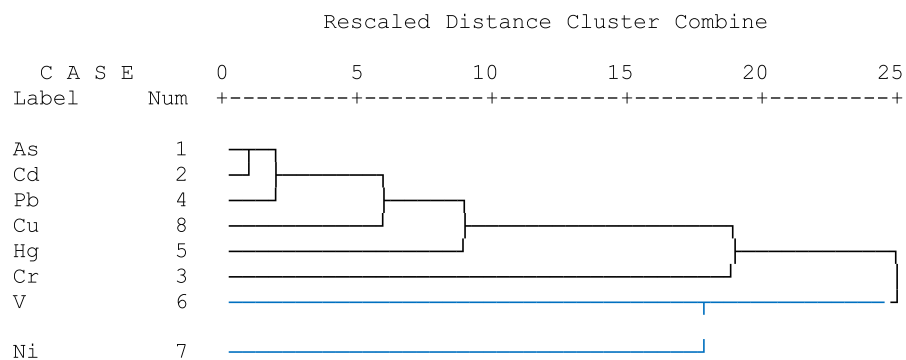 Rescaled Distance Cluster Combine
C A S E 0 5 10 15 20 25
Label Num +---------+---------+---------+---------+---------+
As 1
Cd 2
Pb 4
Cu 8
Hg 5
Cr 3
V 6
Ni 7